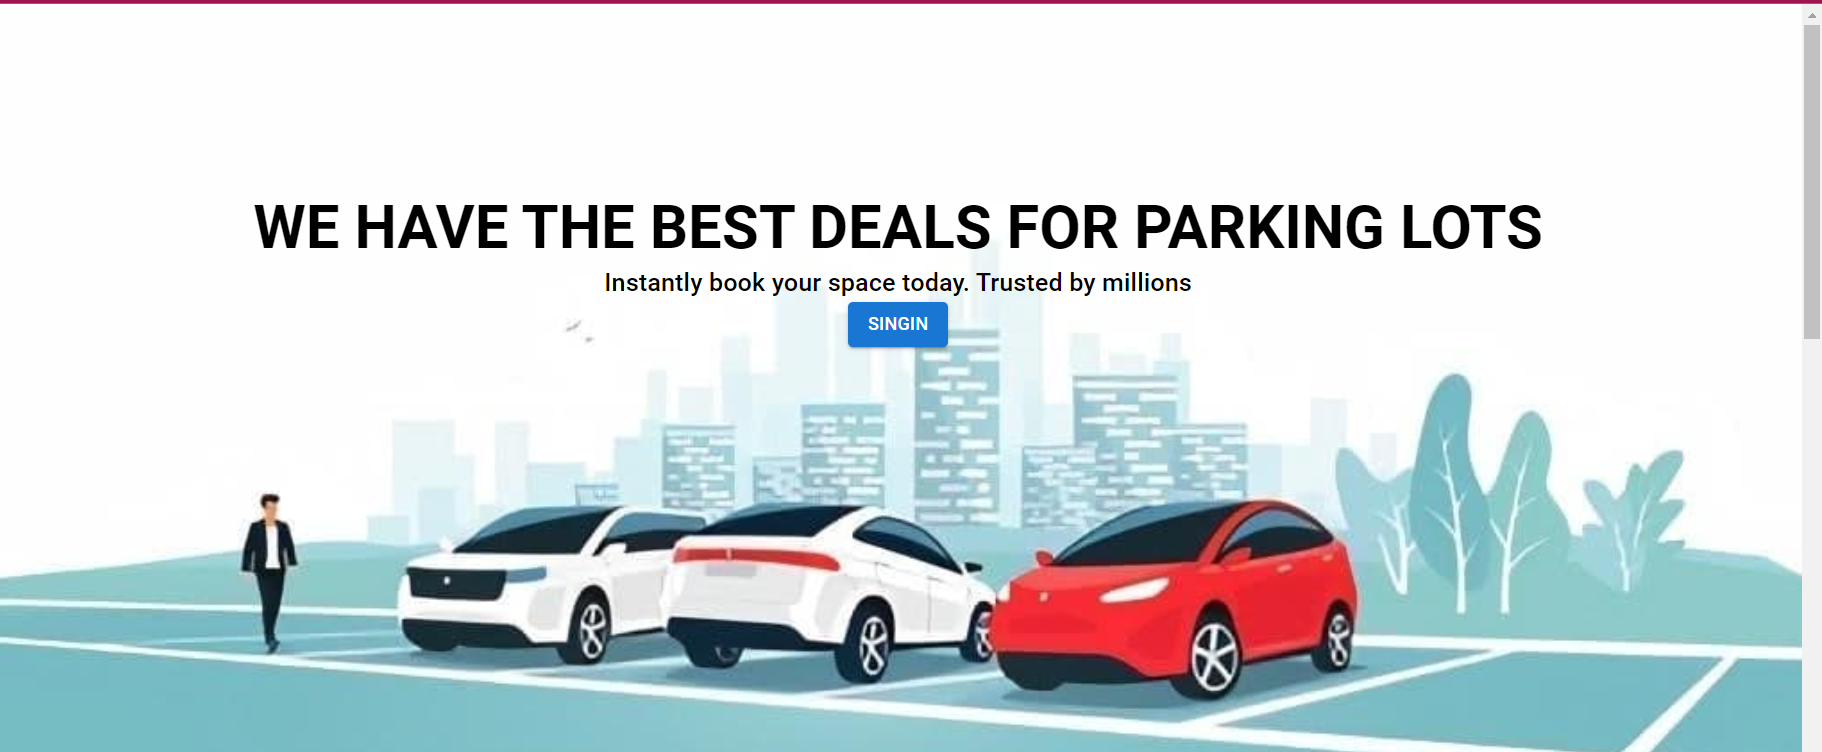 WE HAVE THE BEST DEALS FOR PARKING LOTS
Instantly book your space today. Trusted by millions
SINGIN